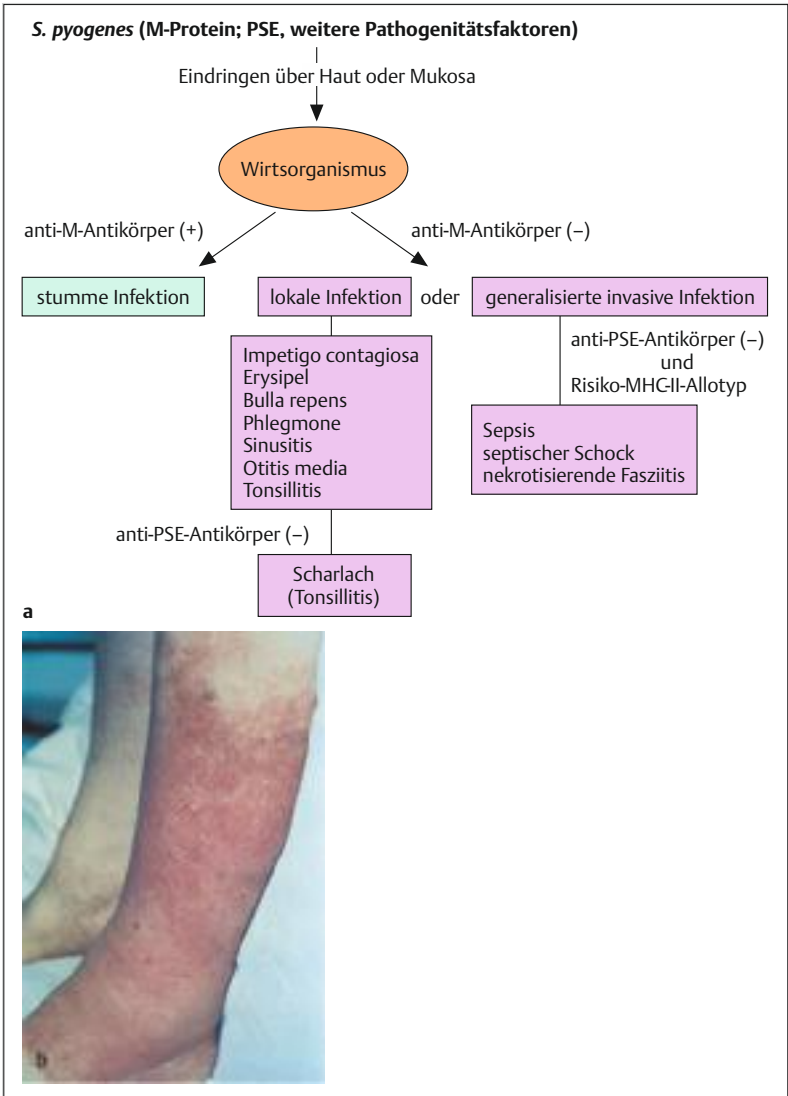 S. pyogenes (M-Protein; PSE, weitere Pathogenitätsfaktoren)
Eindringen über Haut oder Mukosa
Wirtsorganismus
anti-M-Antikörper (+)
anti-M-Antikörper (–)
stumme Infektion
lokale Infektion
oder
generalisierte invasive Infektion
Impetigo contagiosa
Erysipel
Bulla repens
Phlegmone
Sinusitis
Otitis media
Tonsillitis
anti-PSE-Antikörper (–)
und
Risiko-MHC-II-Allotyp
Sepsis
septischer Schock
nekrotisierende Fasziitis
anti-PSE-Antikörper (–)
Scharlach
(Tonsillitis)
a
b